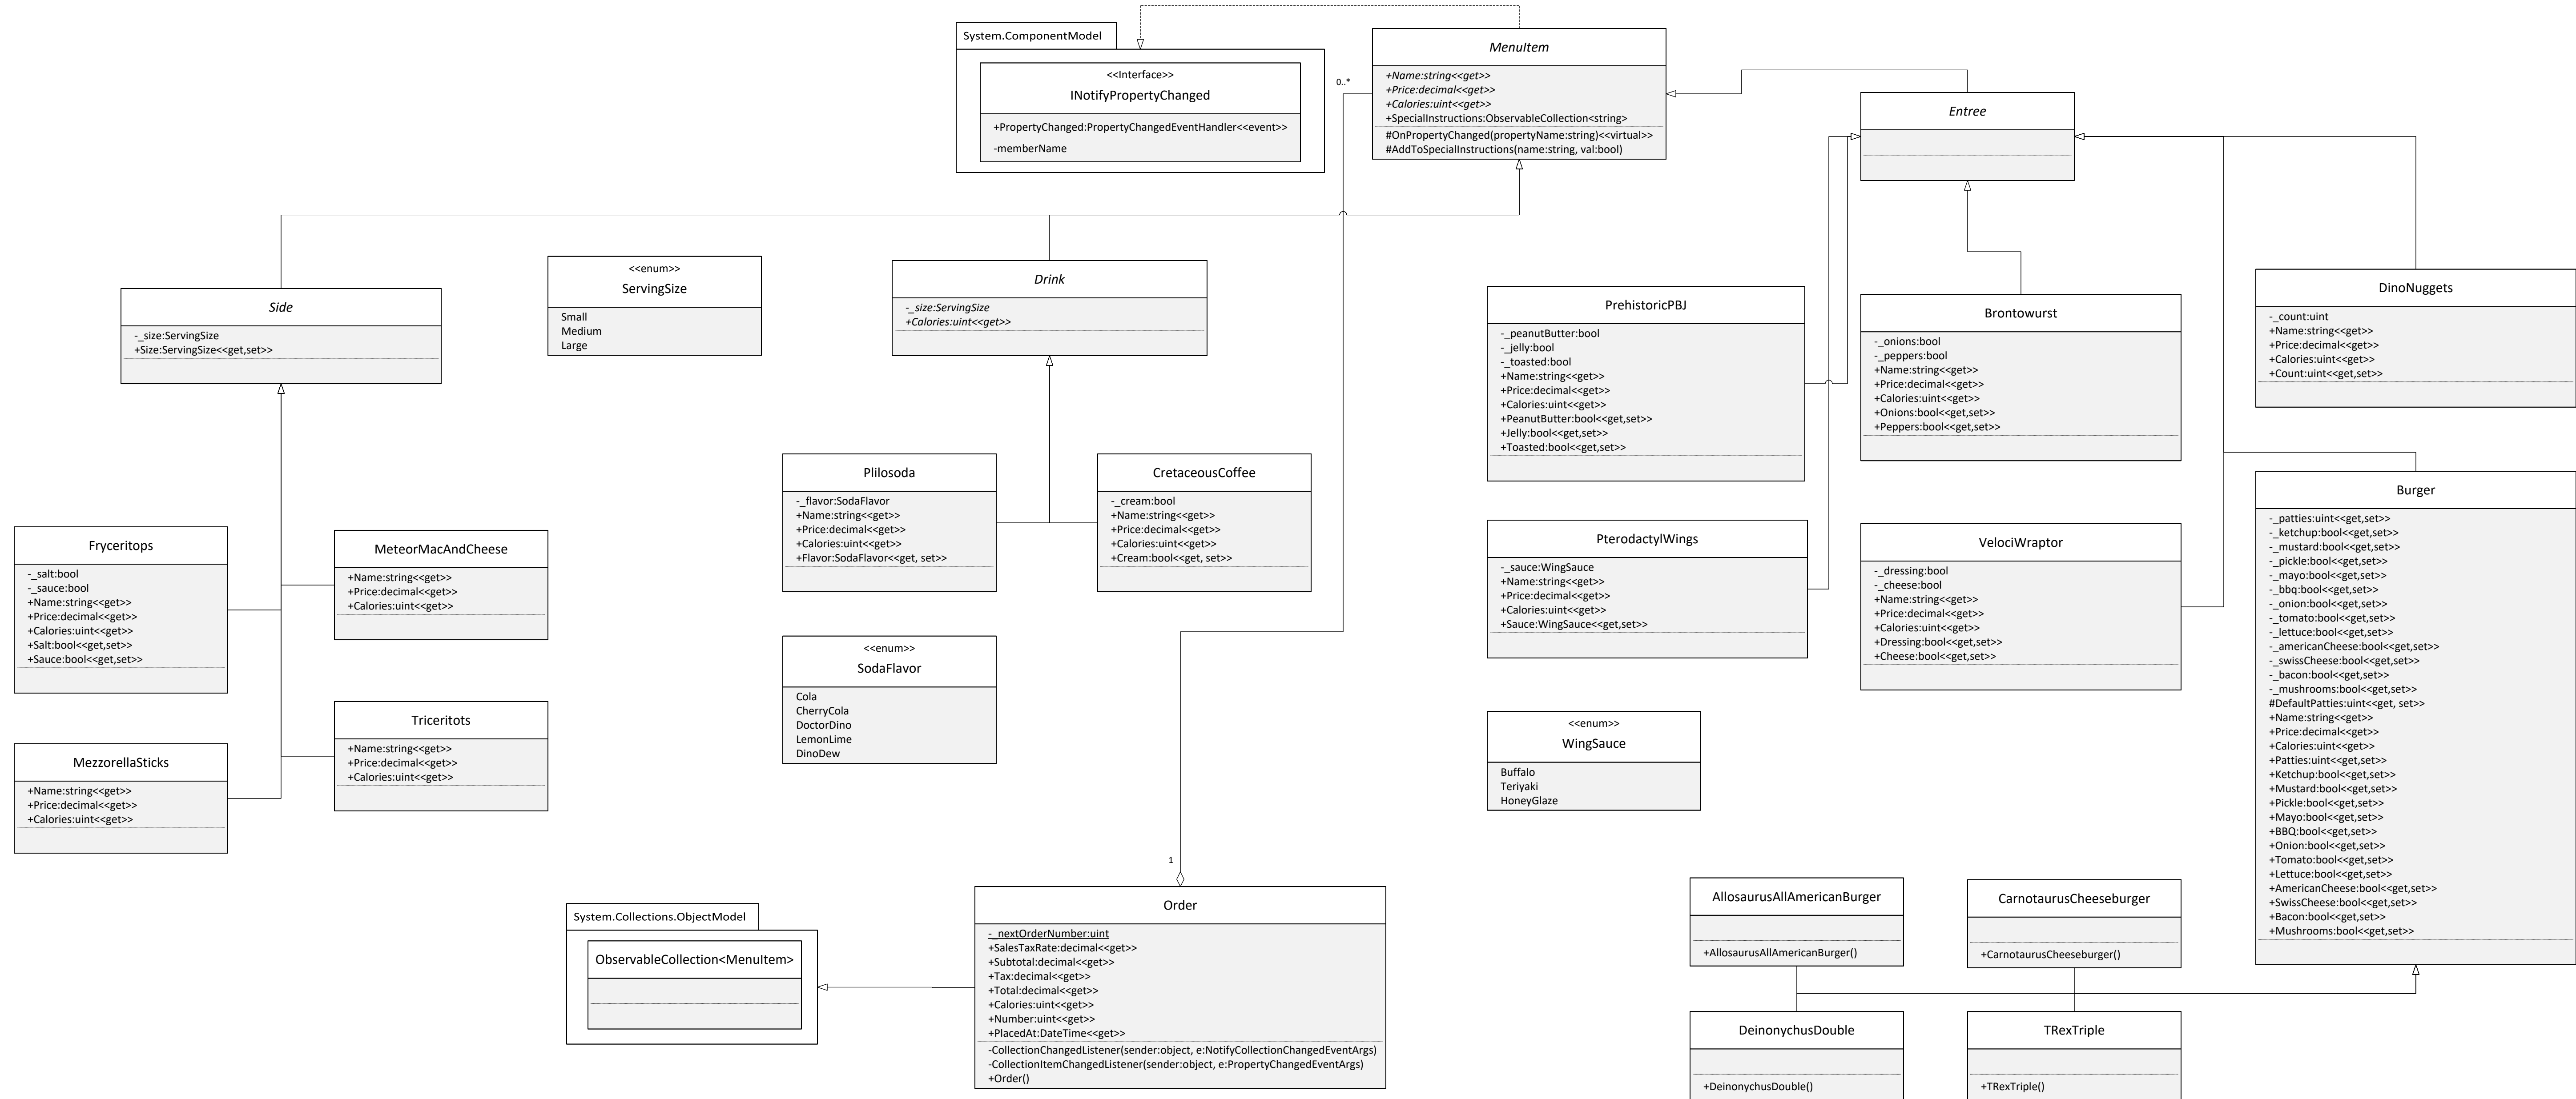 System.ComponentModel
<<Interface>>
INotifyPropertyChanged
+PropertyChanged:PropertyChangedEventHandler<<event>>
-memberName
0..*
MenuItem
+Name:string<<get>>
+Price:decimal<<get>>
+Calories:uint<<get>>
+SpecialInstructions:ObservableCollection<string>
#OnPropertyChanged(propertyName:string)<<virtual>>
#AddToSpecialInstructions(name:string, val:bool)
Entree
Side
-_size:ServingSize
+Size:ServingSize<<get,set>>
<<enum>>
ServingSize
Small
Medium
Large
Drink
-_size:ServingSize
+Calories:uint<<get>>
PrehistoricPBJ
-_peanutButter:bool
-_jelly:bool
-_toasted:bool
+Name:string<<get>>
+Price:decimal<<get>>
+Calories:uint<<get>>
+PeanutButter:bool<<get,set>>
+Jelly:bool<<get,set>>
+Toasted:bool<<get,set>>
Brontowurst
-_onions:bool
-_peppers:bool
+Name:string<<get>>
+Price:decimal<<get>>
+Calories:uint<<get>>
+Onions:bool<<get,set>>
+Peppers:bool<<get,set>>
DinoNuggets
-_count:uint
+Name:string<<get>>
+Price:decimal<<get>>
+Calories:uint<<get>>
+Count:uint<<get,set>>
Fryceritops
-_salt:bool
-_sauce:bool
+Name:string<<get>>
+Price:decimal<<get>>
+Calories:uint<<get>>
+Salt:bool<<get,set>>
+Sauce:bool<<get,set>>
MeteorMacAndCheese
+Name:string<<get>>
+Price:decimal<<get>>
+Calories:uint<<get>>
Plilosoda
-_flavor:SodaFlavor
+Name:string<<get>>
+Price:decimal<<get>>
+Calories:uint<<get>>
+Flavor:SodaFlavor<<get, set>>
CretaceousCoffee
-_cream:bool
+Name:string<<get>>
+Price:decimal<<get>>
+Calories:uint<<get>>
+Cream:bool<<get, set>>
PterodactylWings
-_sauce:WingSauce
+Name:string<<get>>
+Price:decimal<<get>>
+Calories:uint<<get>>
+Sauce:WingSauce<<get,set>>
VelociWraptor
-_dressing:bool
-_cheese:bool
+Name:string<<get>>
+Price:decimal<<get>>
+Calories:uint<<get>>
+Dressing:bool<<get,set>>
+Cheese:bool<<get,set>>
Burger
-_patties:uint<<get,set>>
-_ketchup:bool<<get,set>>
-_mustard:bool<<get,set>>
-_pickle:bool<<get,set>>
-_mayo:bool<<get,set>>
-_bbq:bool<<get,set>>
-_onion:bool<<get,set>>
-_tomato:bool<<get,set>>
-_lettuce:bool<<get,set>>
-_americanCheese:bool<<get,set>>
-_swissCheese:bool<<get,set>>
-_bacon:bool<<get,set>>
-_mushrooms:bool<<get,set>>
#DefaultPatties:uint<<get, set>>
+Name:string<<get>>
+Price:decimal<<get>>
+Calories:uint<<get>>
+Patties:uint<<get,set>>
+Ketchup:bool<<get,set>>
+Mustard:bool<<get,set>>
+Pickle:bool<<get,set>>
+Mayo:bool<<get,set>>
+BBQ:bool<<get,set>>
+Onion:bool<<get,set>>
+Tomato:bool<<get,set>>
+Lettuce:bool<<get,set>>
+AmericanCheese:bool<<get,set>>
+SwissCheese:bool<<get,set>>
+Bacon:bool<<get,set>>
+Mushrooms:bool<<get,set>>
MezzorellaSticks
+Name:string<<get>>
+Price:decimal<<get>>
+Calories:uint<<get>>
Triceritots
+Name:string<<get>>
+Price:decimal<<get>>
+Calories:uint<<get>>
<<enum>>
SodaFlavor
Cola
CherryCola
DoctorDino
LemonLime
DinoDew
<<enum>>
WingSauce
Buffalo
Teriyaki
HoneyGlaze
1
System.Collections.ObjectModel
ObservableCollection<MenuItem>
Order
-_nextOrderNumber:uint
+SalesTaxRate:decimal<<get>>
+Subtotal:decimal<<get>>
+Tax:decimal<<get>>
+Total:decimal<<get>>
+Calories:uint<<get>>
+Number:uint<<get>>
+PlacedAt:DateTime<<get>>
-CollectionChangedListener(sender:object, e:NotifyCollectionChangedEventArgs)
-CollectionItemChangedListener(sender:object, e:PropertyChangedEventArgs)
+Order()
AllosaurusAllAmericanBurger
+AllosaurusAllAmericanBurger()
CarnotaurusCheeseburger
+CarnotaurusCheeseburger()
DeinonychusDouble
+DeinonychusDouble()
TRexTriple
+TRexTriple()